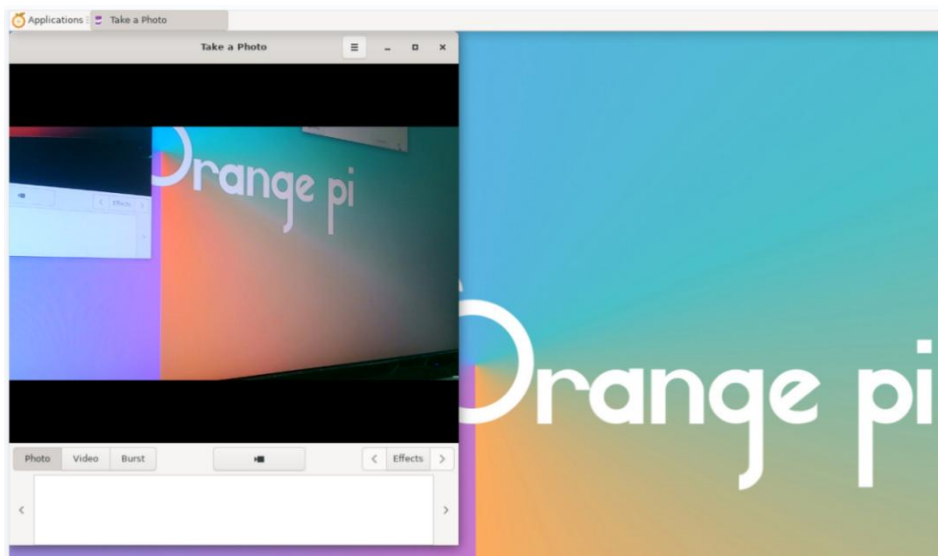 Applications
Take a Photo
Take a Photo
Orange pi
Effects
Orange pi
Photo
Video
Burst
Effects